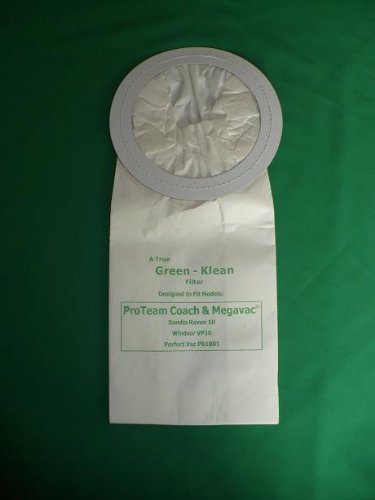 A True
Green - Klean
Filter
Designed to Fit Models:
ProTeam Coach & Megavac®
Sandia Raven 10
Windsor VP10
Perfect Vac PB1001